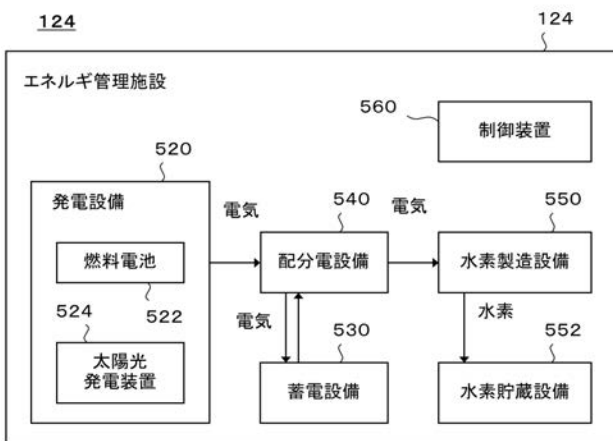 124
124
エネルギ管理施設
560
制御装置
520
発電設備
電気
540
電気
550
燃料電池
配分電設備
水素製造設備
522
524
電気
530
水素
552
太陽光
発電装置
蓄電設備
水素貯蔵設備